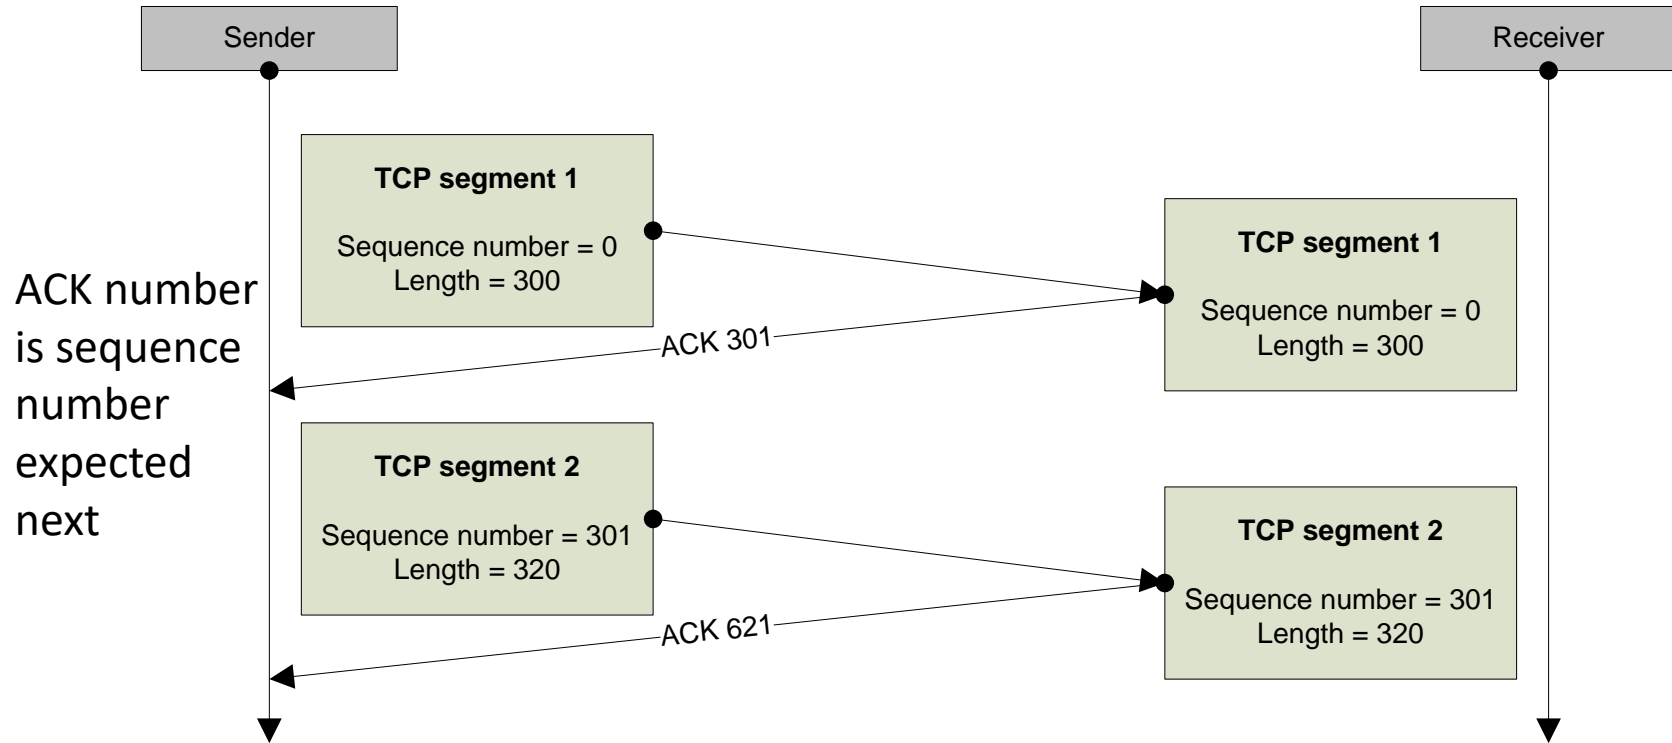 Sender
Receiver
TCP segment 1
Sequence number = 0
Length = 300
TCP segment 1
Sequence number = 0
Length = 300
ACK number
is sequence
number
expected
next
ACK 301
TCP segment 2
Sequence number = 301
Length = 320
TCP segment 2
Sequence number = 301
Length = 320
ACK 621